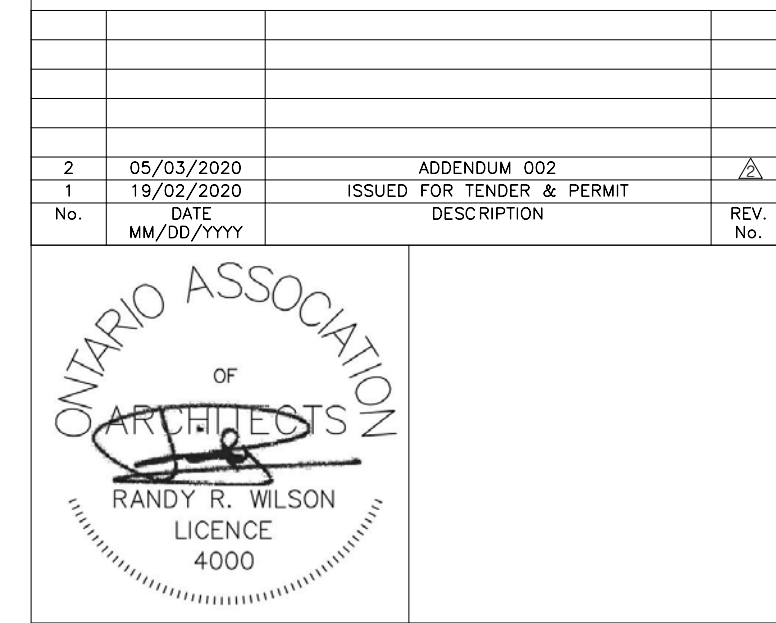 2 05/03/2020 ADDENDUM 002 2
1 19/02/2020 ISSUED FOR TENDER & PERMIT
No. DATE DESCRIPTION REV.
MM/DD/YYYY No.
ONTARIO ASSOCIATION
OF
ARCHITECTS
RANDY R. WILSON
LICENCE
4000